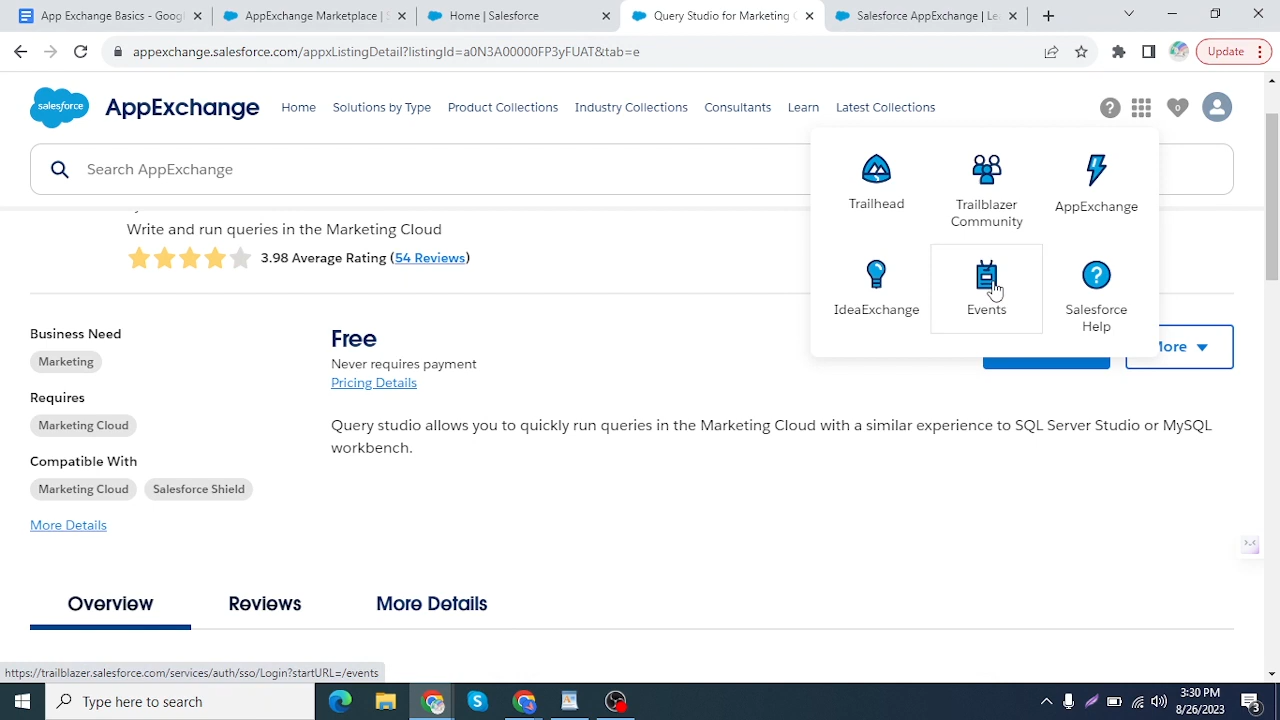 App Exchange Basics - Googl
AppExchange Marketplace | S
Home | Salesforce
Query Studio for Marketing C
Salesforce AppExchange | Le
appexchange.salesforce.com/appxListingDetail?listingId=a0N3A00000FP3yFUAT&tab=e
Update
salesforce
AppExchange
Home
Solutions by Type
Product Collections
Industry Collections
Consultants
Learn
Latest Collections
0
Search AppExchange
Trailhead
Trailblazer
Community
AppExchange
IdeaExchange
Events
Salesforce
Help
Write and run queries in the Marketing Cloud
3.98 Average Rating (54 Reviews)
Business Need
Marketing
Requires
Marketing Cloud
Compatible With
Marketing Cloud
Salesforce Shield
More Details
Free
Never requires payment
Pricing Details
ore
Query studio allows you to quickly run queries in the Marketing Cloud with a similar experience to SQL Server Studio or MySQL
workbench.
Overview
Reviews
More Details
https://trailblazer.salesforce.com/services/auth/sso/Login?startURL=/events
Type here to search
3:30 PM
8/26/2023
3